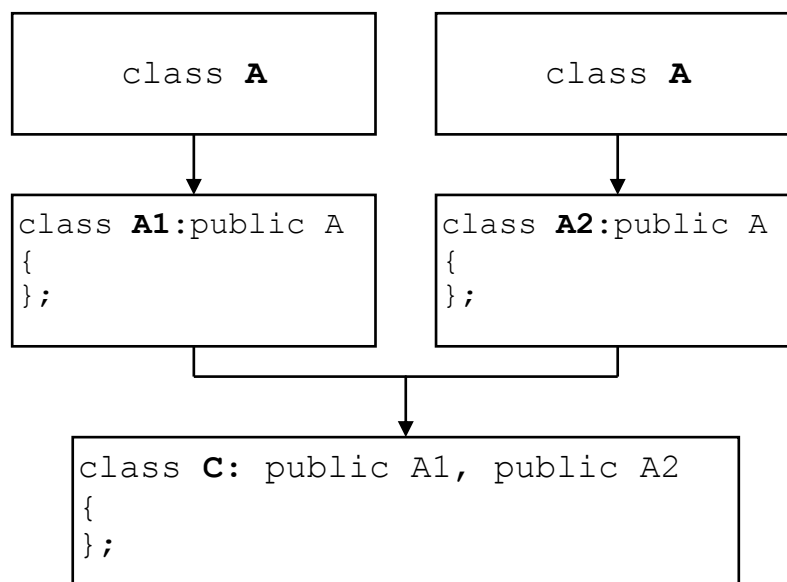 class A
class A
class A1:public A
{
};
class A2:public A
{
};
class C: public A1, public A2
{
};